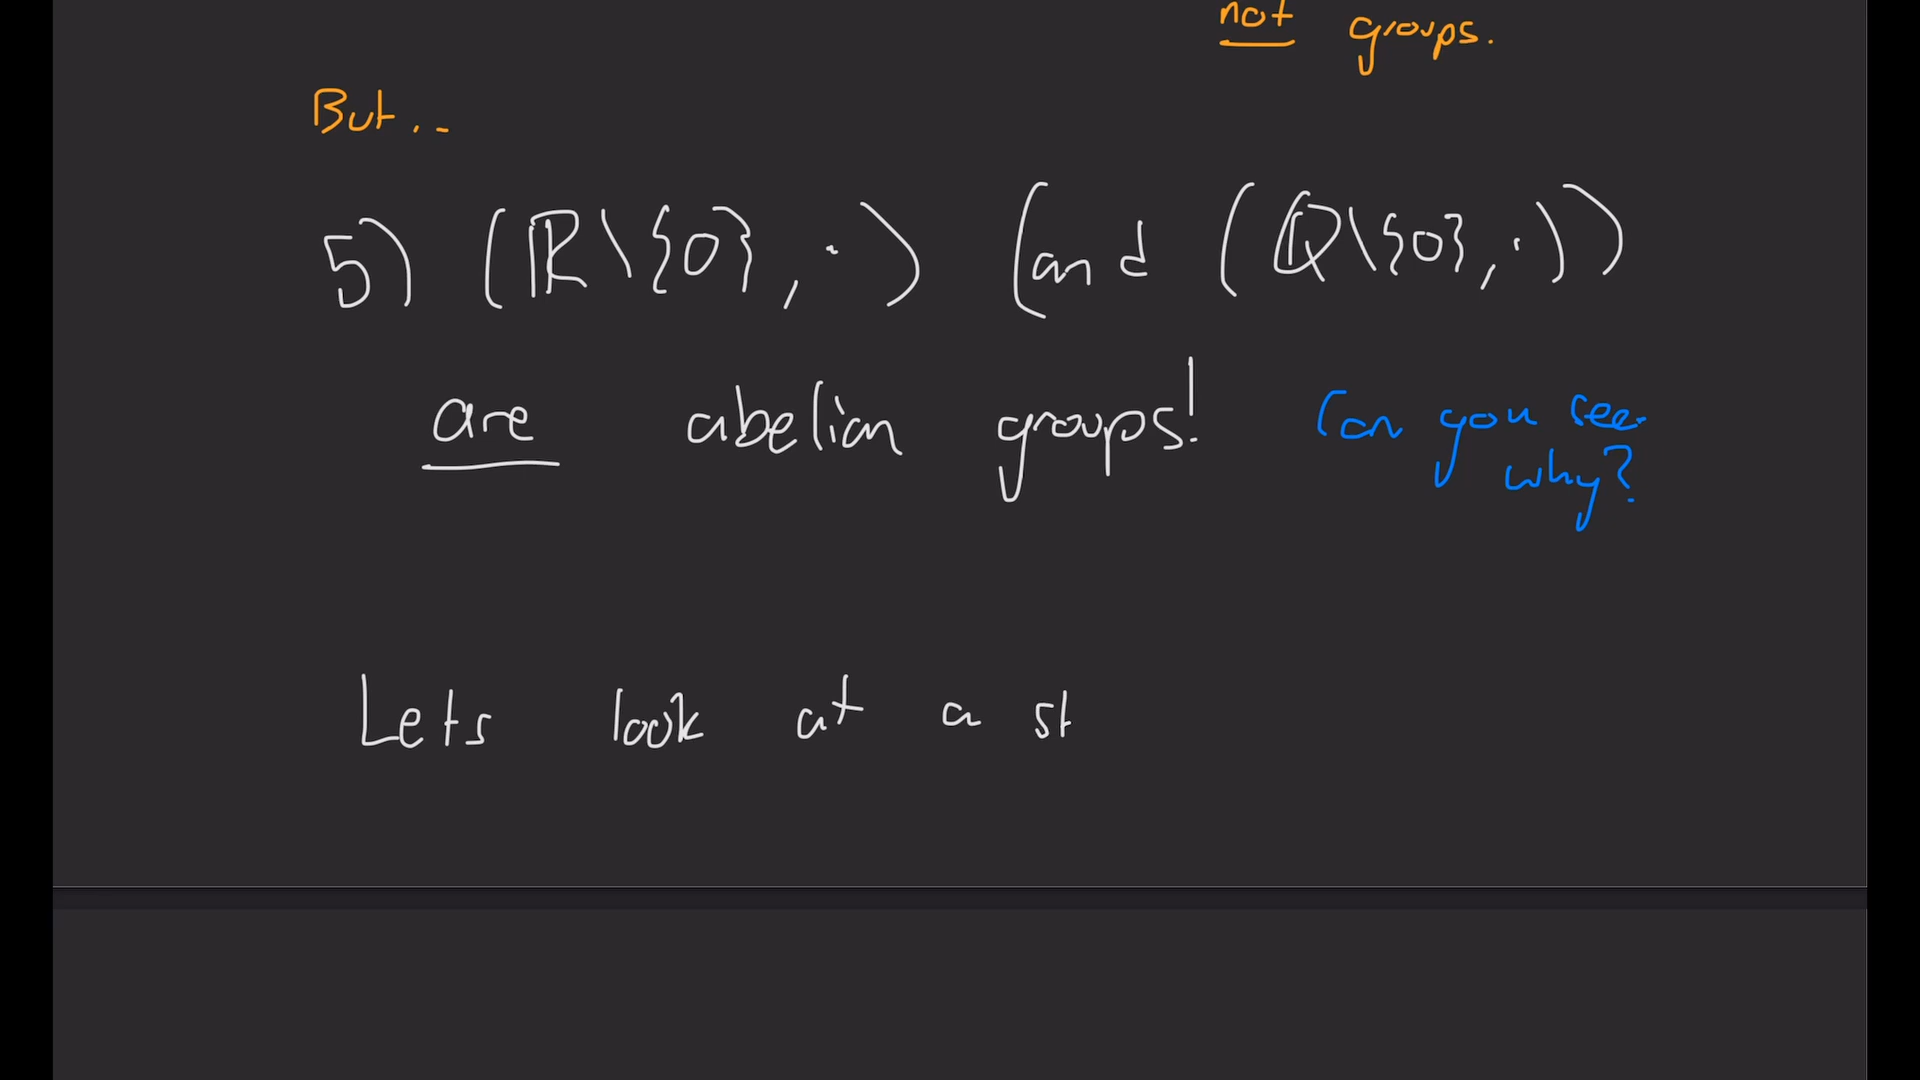 not groups.
But...
5) (ℝ\{0}, ·) (and (ℚ\{0}, ·))
are abelian groups! Can you see
why?
Lets look at a st